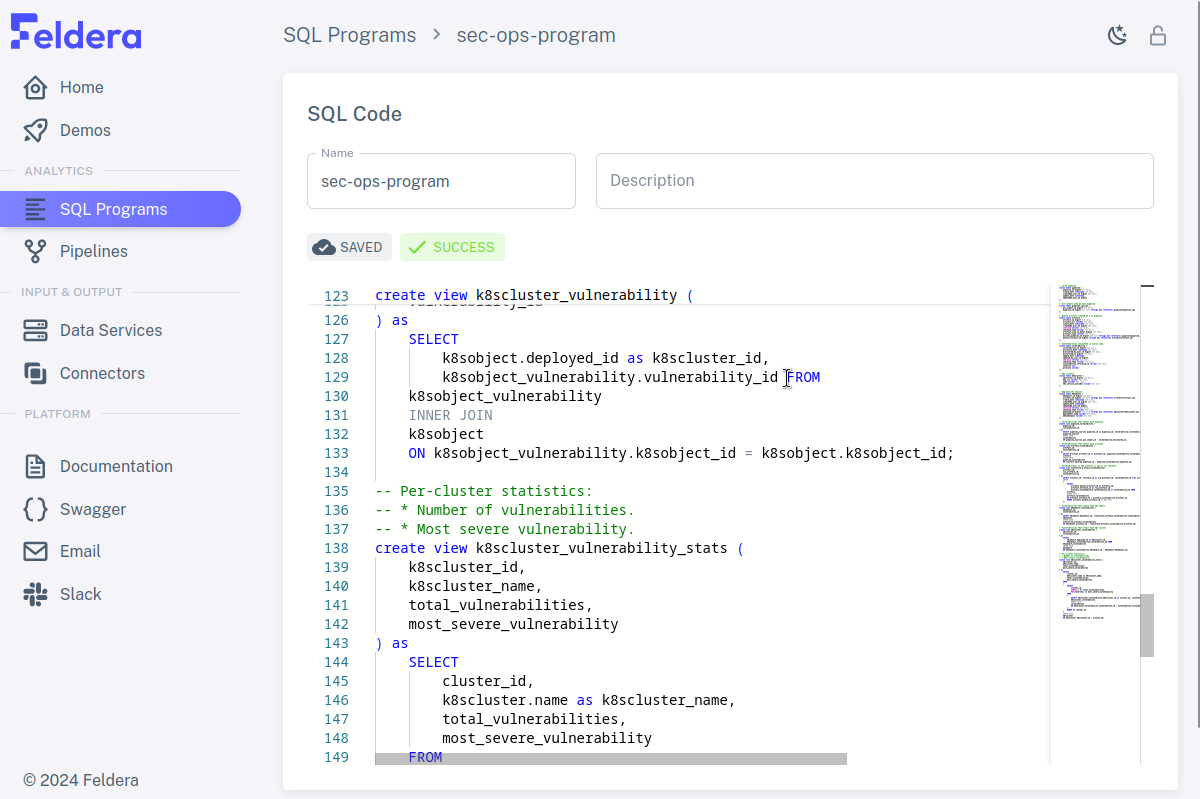 Feldera
SQL Programs > sec-ops-program
Home
Demos
ANALYTICS
SQL Programs
Pipelines
INPUT & OUTPUT
Data Services
Connectors
PLATFORM
Documentation
Swagger
Email
Slack
© 2024 Feldera
SQL Code
Name
sec-ops-program
Description
SAVED
SUCCESS
123 create view k8scluster_vulnerability (
126 ) as
127 SELECT
128 k8sobject.deployed_id as k8scluster_id,
129 k8sobject_vulnerability.vulnerability_id FROM
130 k8sobject_vulnerability
131 INNER JOIN
132 k8sobject
133 ON k8sobject_vulnerability.k8sobject_id = k8sobject.k8sobject_id;
134
135 -- Per-cluster statistics:
136 -- * Number of vulnerabilities.
137 -- * Most severe vulnerability.
138 create view k8scluster_vulnerability_stats (
139 k8scluster_id,
140 k8scluster_name,
141 total_vulnerabilities,
142 most_severe_vulnerability
143 ) as
144 SELECT
145 cluster_id,
146 k8scluster.name as k8scluster_name,
147 total_vulnerabilities,
148 most_severe_vulnerability
149 FROM